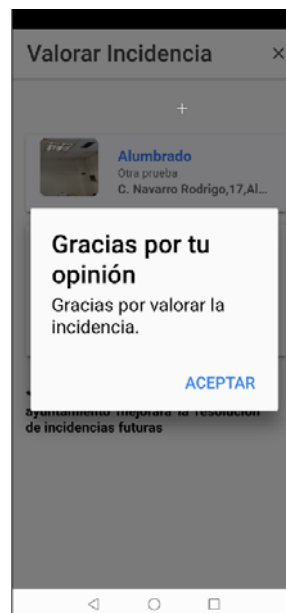 Valorar Incidencia ×
Alumbrado
Otra prueba
C. Navarro Rodrigo,17,Al...
Gracias por tu
opinión
Gracias por valorar la
incidencia.
ACEPTAR
ayuntamiento mejorará la resolución
de incidencias futuras